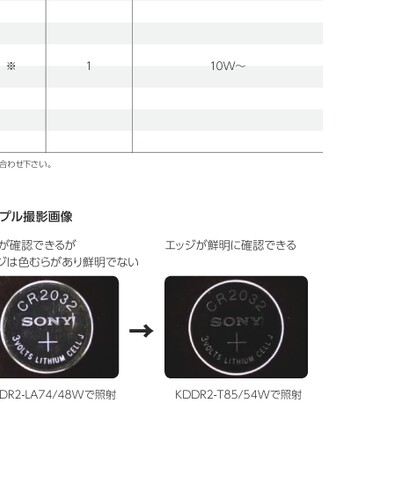 ※ 1 10W～
合わせ下さい。
プル撮影画像
が確認できるが
ジは色むらがあり鮮明でない
エッジが鮮明に確認できる
CR2032
SONY
+
3VOLTS LITHIUM CELL J
CR2032
SONY
+
3VOLTS LITHIUM CELL J
DR2-LA74/48Wで照射
KDDR2-T85/54Wで照射